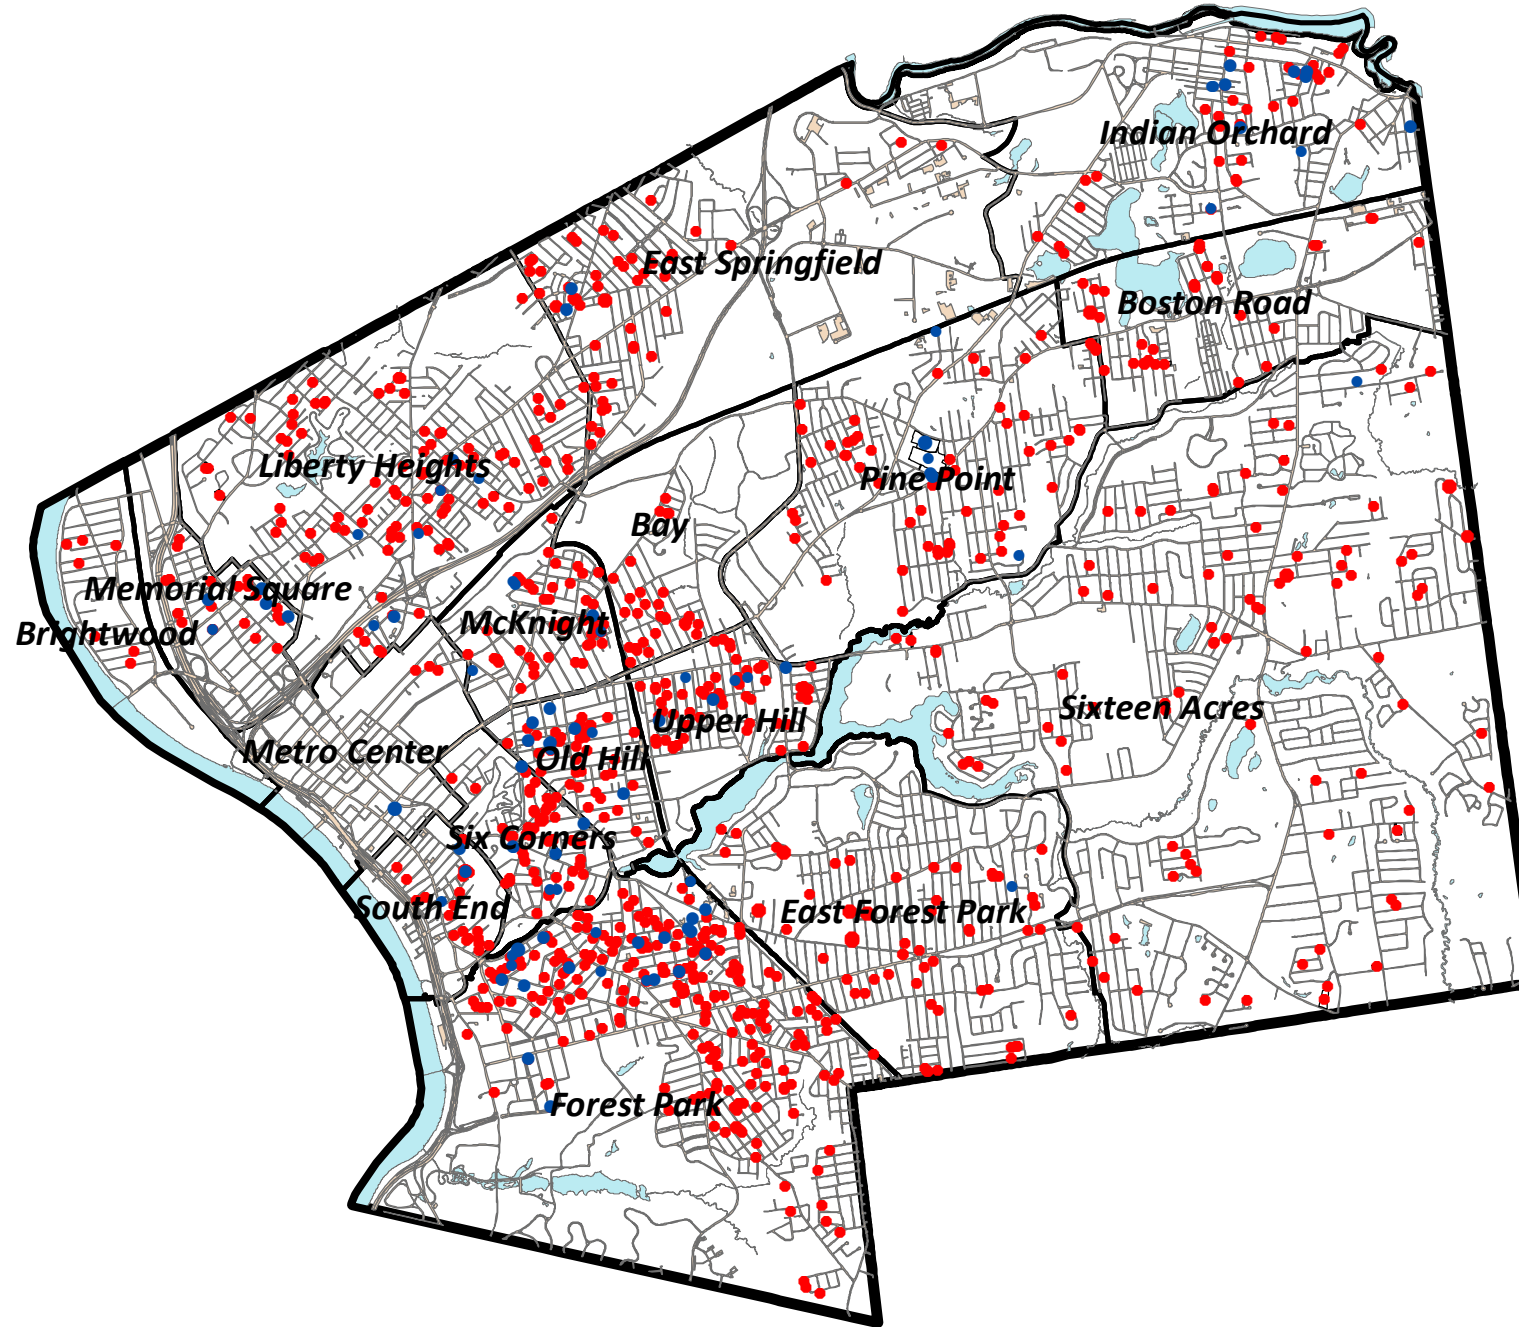 Indian Orchard
East Springfield
Boston Road
Liberty Heights
Pine Point
Bay
Memorial Square
McKnight
Brightwood
Sixteen Acres
Upper Hill
Metro Center
Old Hill
Six Corners
South End
East Forest Park
Forest Park